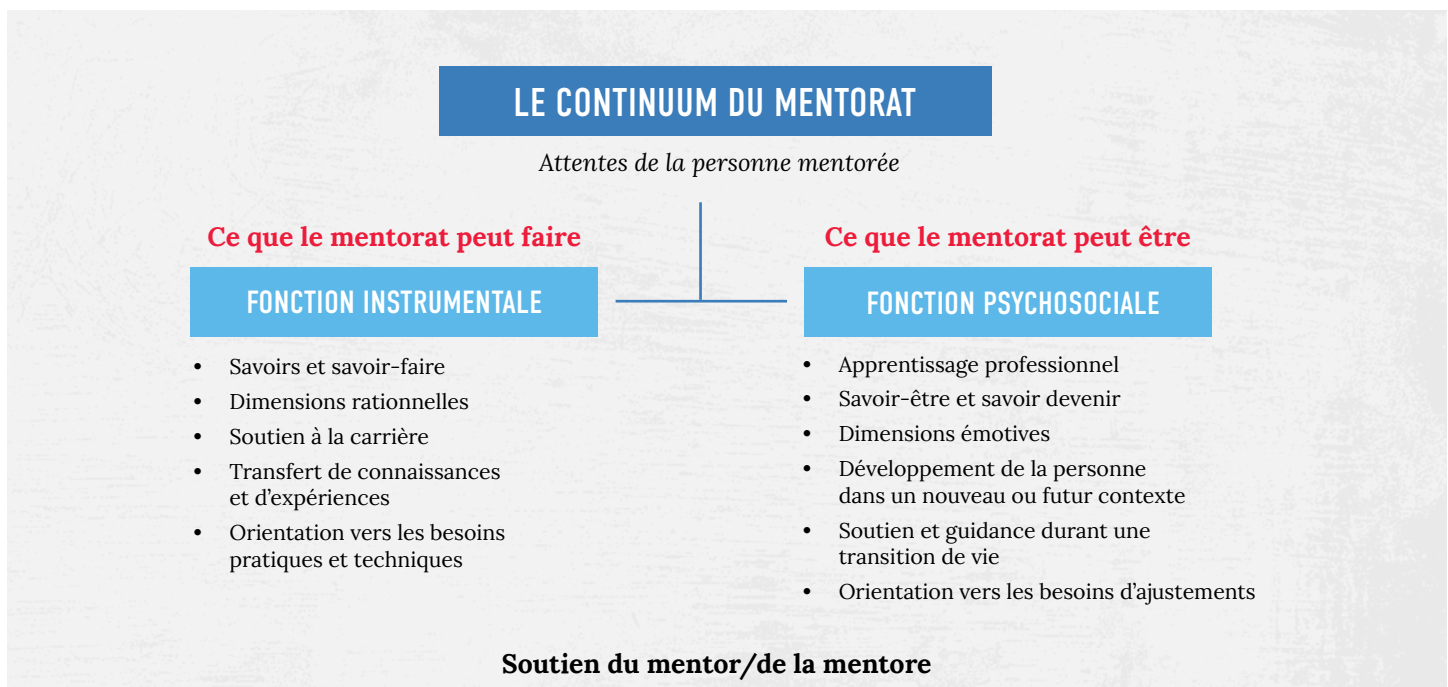 LE CONTINUUM DU MENTORAT
Attentes de la personne mentorée
Ce que le mentorat peut faire
FONCTION INSTRUMENTALE
• Savoirs et savoir-faire
• Dimensions rationnelles
• Soutien à la carrière
• Transfert de connaissances
et d’expériences
• Orientation vers les besoins
pratiques et techniques
Ce que le mentorat peut être
FONCTION PSYCHOSOCIALE
• Apprentissage professionnel
• Savoir-être et savoir devenir
• Dimensions émotives
• Développement de la personne
dans un nouveau ou futur contexte
• Soutien et guidance durant une
transition de vie
• Orientation vers les besoins d’ajustements
Soutien du mentor/de la mentore